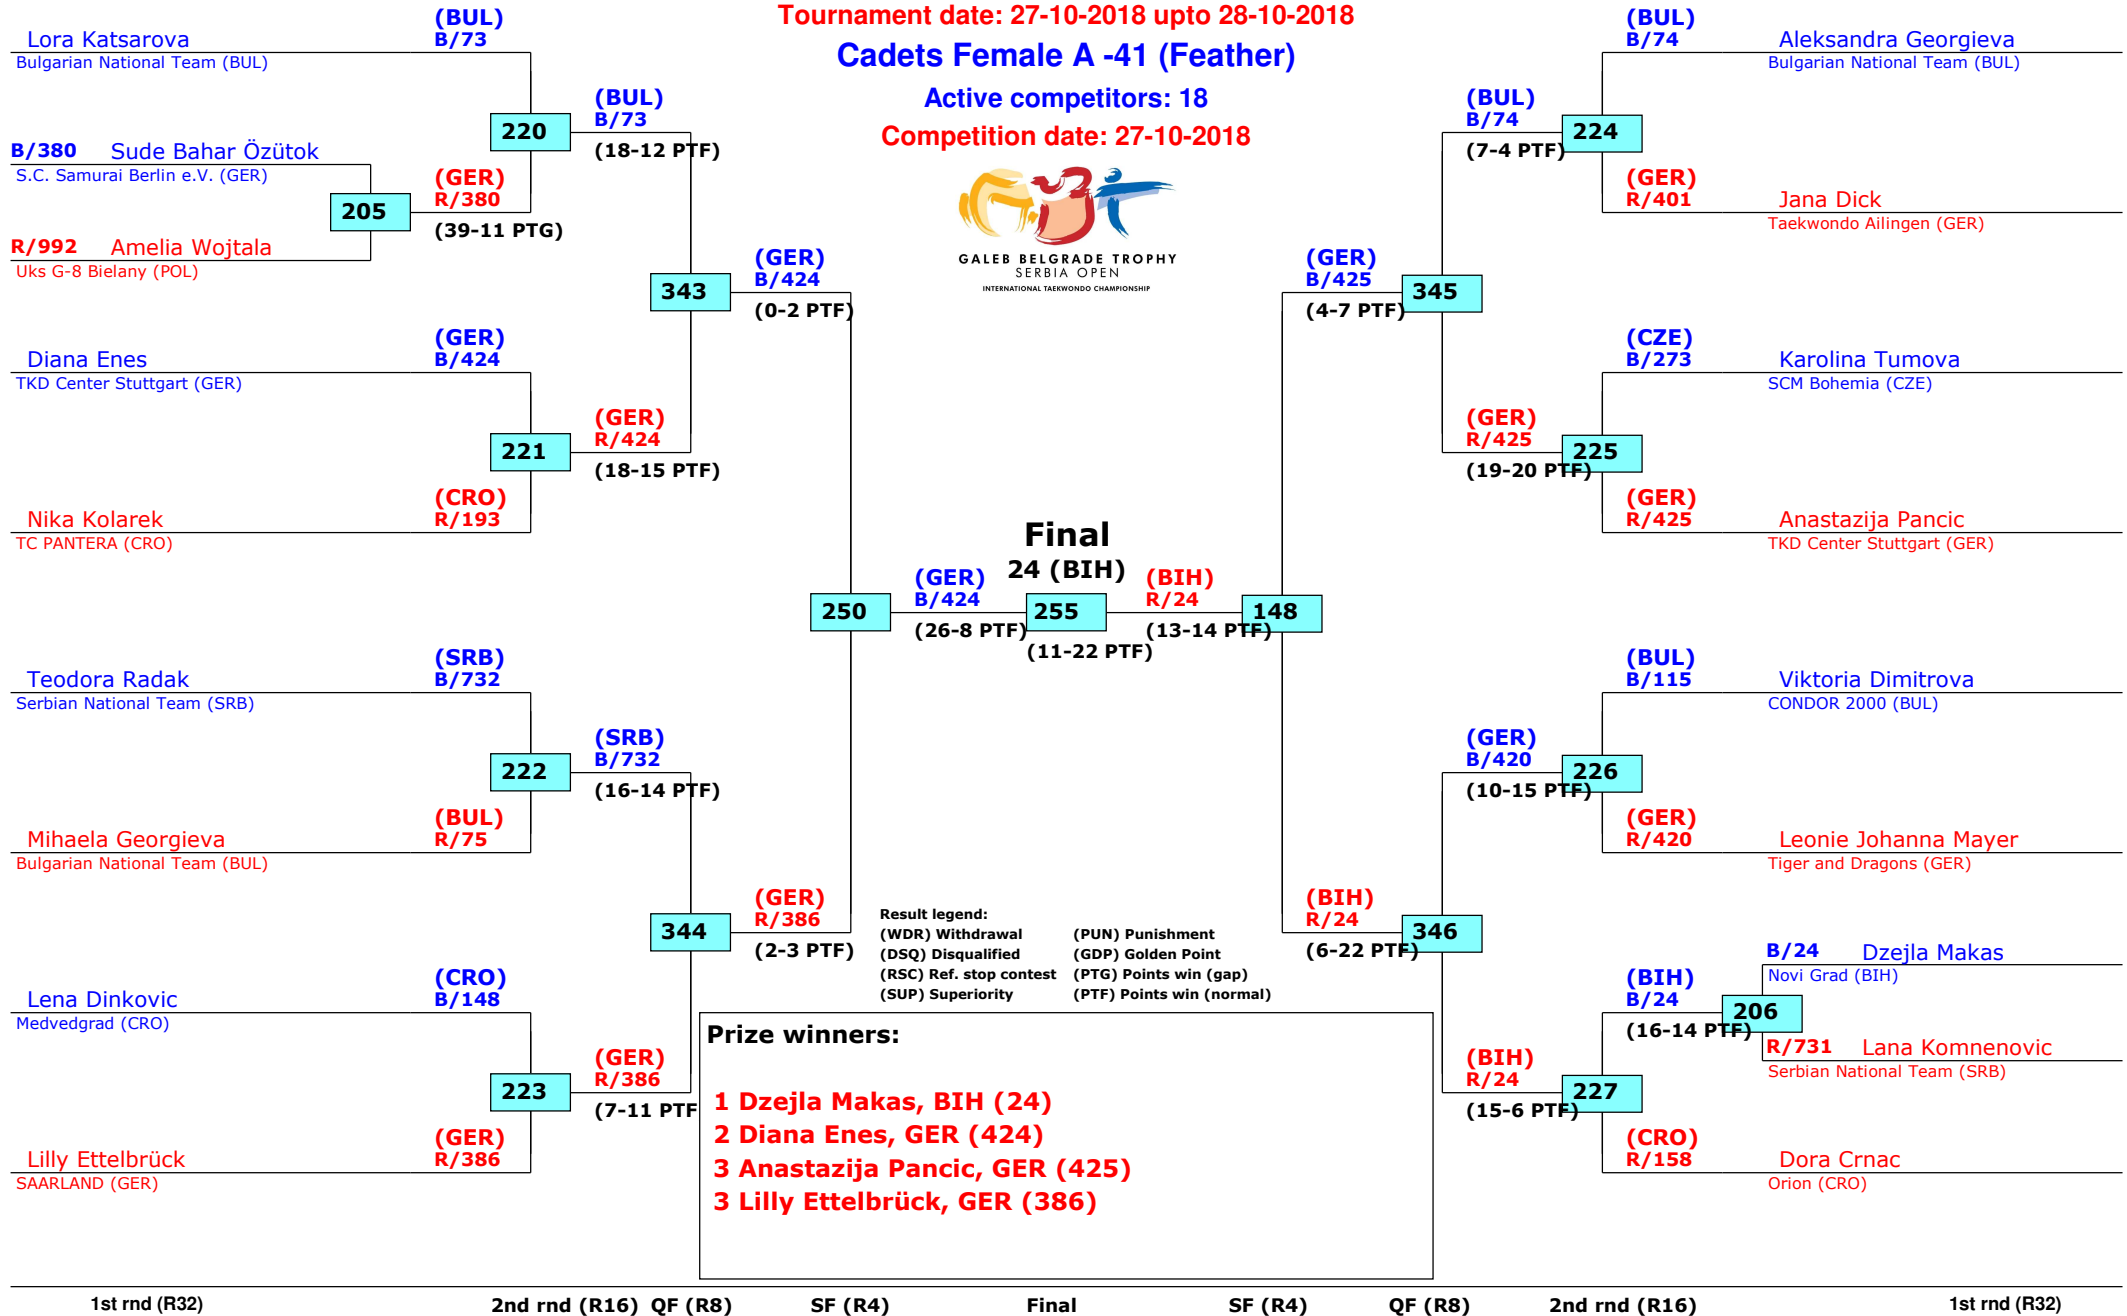 Tournament date: 27-10-2018 upto 28-10-2018
Cadets Female A -41 (Feather)
Active competitors: 18
Competition date: 27-10-2018
GALEB BELGRADE TROPHY
SERBIA OPEN
INTERNATIONAL TAEKWONDO CHAMPIONSHIP
Lora Katsarova
Bulgarian National Team (BUL)
(BUL)
B/73
B/380 Sude Bahar Özütok
S.C. Samurai Berlin e.V. (GER)
205
R/992 Amelia Wojtala
Uks G-8 Bielany (POL)
(GER)
R/380
(39-11 PTG)
220
(BUL)
B/73
(18-12 PTF)
Diana Enes
TKD Center Stuttgart (GER)
(GER)
B/424
221
Nika Kolarek
TC PANTERA (CRO)
(CRO)
R/193
(GER)
R/424
(18-15 PTF)
343
(GER)
B/424
(0-2 PTF)
Teodora Radak
Serbian National Team (SRB)
(SRB)
B/732
222
Mihaela Georgieva
Bulgarian National Team (BUL)
(BUL)
R/75
(SRB)
B/732
(16-14 PTF)
Lena Dinkovic
Medvedgrad (CRO)
(CRO)
B/148
223
Lilly Ettelbrück
SAARLAND (GER)
(GER)
R/386
(GER)
R/386
(7-11 PTF
344
(GER)
R/386
(2-3 PTF)
250
(GER)
B/424
(26-8 PTF)
Final
24 (BIH)
255
(11-22 PTF)
(BIH)
R/24
(13-14 PTF)
148
(GER)
B/425
(4-7 PTF)
345
(BUL)
B/74
(7-4 PTF)
224
(BUL)
B/74
Aleksandra Georgieva
Bulgarian National Team (BUL)
(GER)
R/401
Jana Dick
Taekwondo Ailingen (GER)
(GER)
R/425
(19-20 PTF)
225
(CZE)
B/273
Karolina Tumova
SCM Bohemia (CZE)
(GER)
R/425
Anastazija Pancic
TKD Center Stuttgart (GER)
(BIH)
R/24
(6-22 PTF)
346
(GER)
B/420
(10-15 PTF)
226
(BUL)
B/115
Viktoria Dimitrova
CONDOR 2000 (BUL)
(GER)
R/420
Leonie Johanna Mayer
Tiger and Dragons (GER)
(BIH)
R/24
(15-6 PTF)
227
(BIH)
B/24
(16-14 PTF)
206
B/24 Dzejla Makas
Novi Grad (BIH)
R/731 Lana Komnenovic
Serbian National Team (SRB)
(CRO)
R/158
Dora Crnac
Orion (CRO)
Result legend:
(WDR) Withdrawal (PUN) Punishment
(DSQ) Disqualified (GDP) Golden Point
(RSC) Ref. stop contest (PTG) Points win (gap)
(SUP) Superiority (PTF) Points win (normal)
Prize winners:
1 Dzejla Makas, BIH (24)
2 Diana Enes, GER (424)
3 Anastazija Pancic, GER (425)
3 Lilly Ettelbrück, GER (386)
1st rnd (R32) 2nd rnd (R16) QF (R8) SF (R4) Final SF (R4) QF (R8) 2nd rnd (R16) 1st rnd (R32)